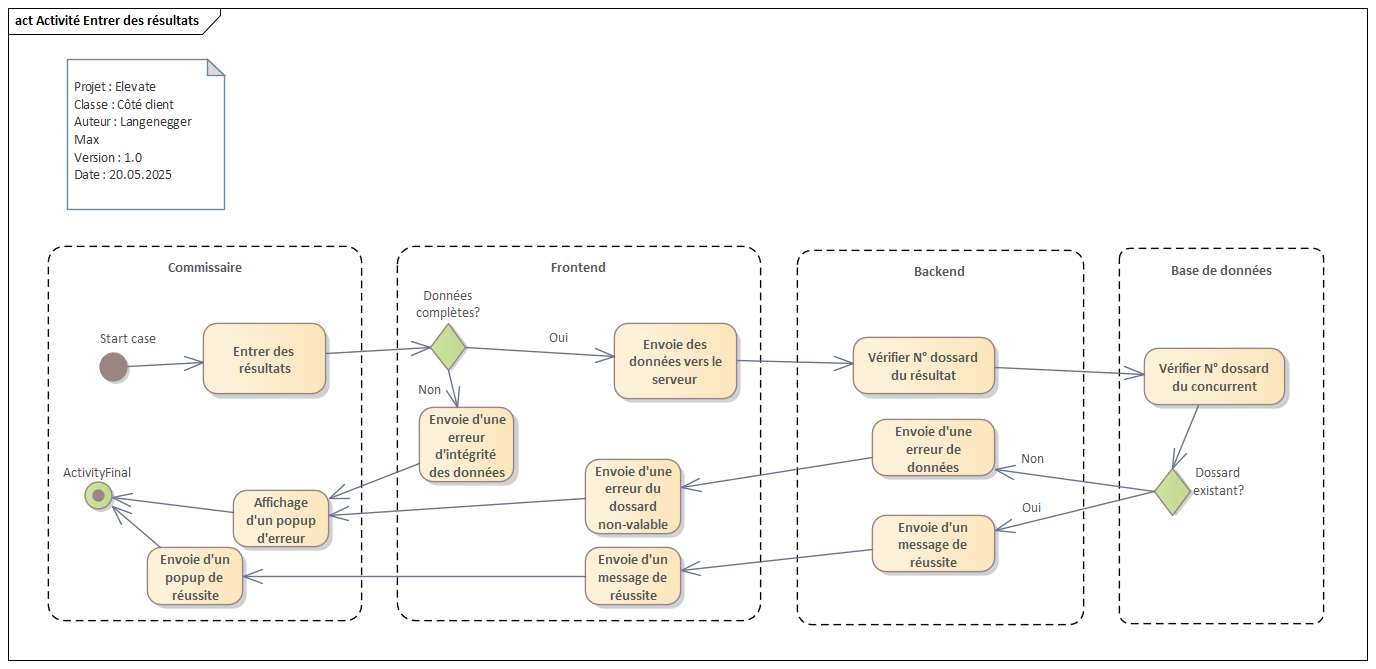 act Activité Entrer des résultats
Projet : Elevate
Classe : Côté client
Auteur : Langenegger
Max
Version : 1.0
Date : 20.05.2025
Commissaire
Start case
Entrer des
résultats
ActivityFinal
Affichage
d'un popup
d'erreur
Envoie d'un
popup de
réussite
Frontend
Données
complètes?
Oui
Non
Envoie des
données vers le
serveur
Envoie d'une
erreur
d'intégrité
des données
Envoie d'une
erreur du
dossard
non-valable
Envoie d'un
message de
réussite
Backend
Vérifier N° dossard
du résultat
Envoie d'une
erreur de
données
Non
Oui
Envoie d'un
message de
réussite
Base de données
Vérifier N° dossard
du concurrent
Dossard
existant?